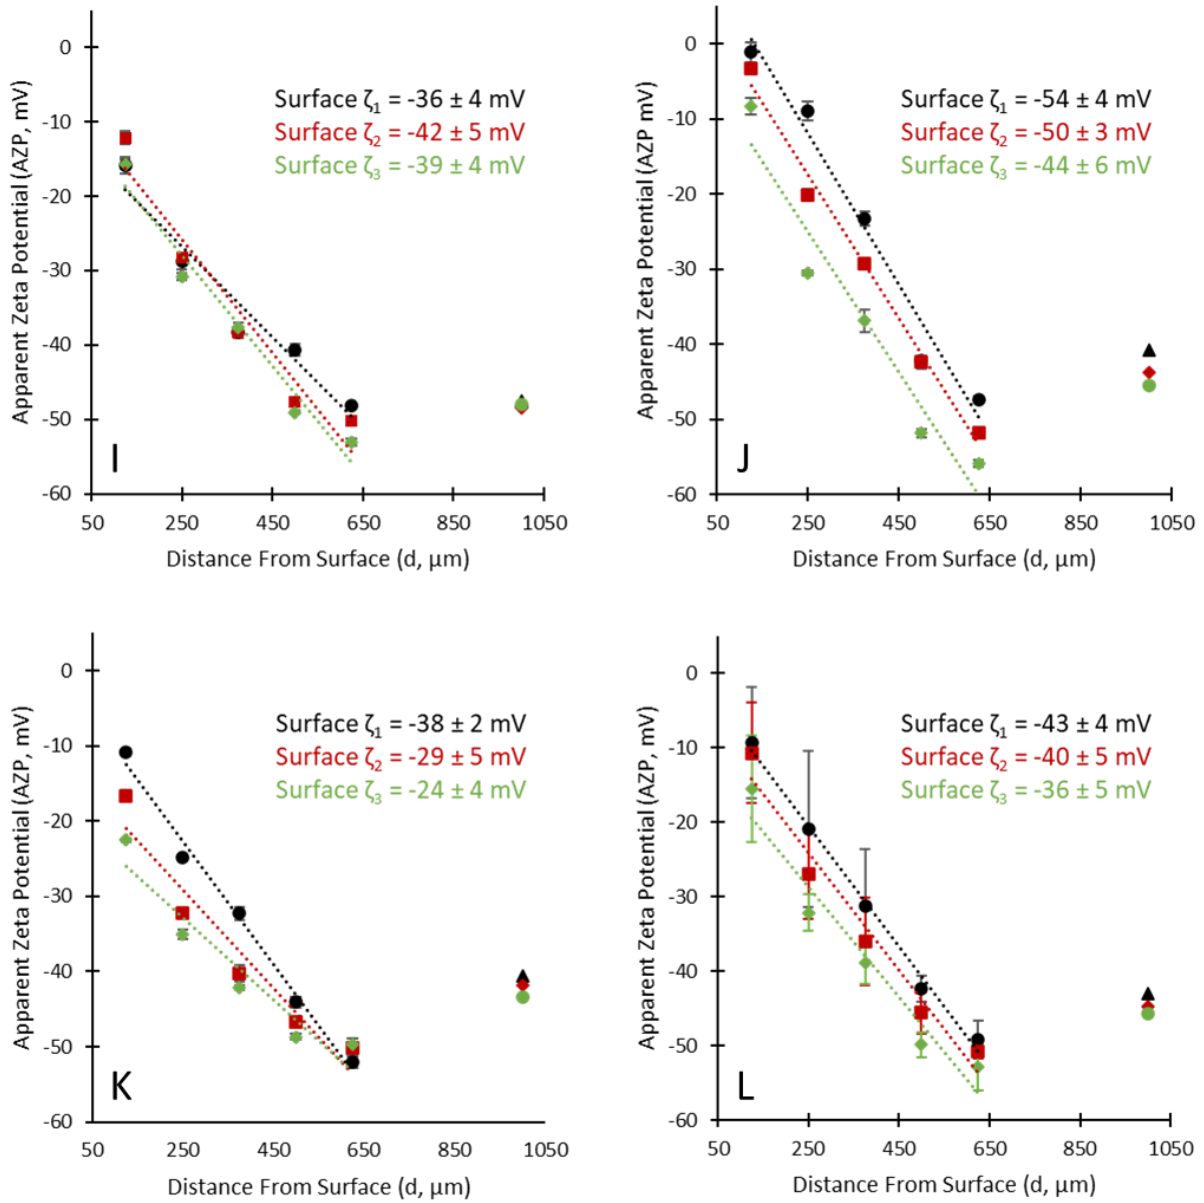 0
-10
-20
-30
-40
-50
-60
50 250 450 650 850 1050
Apparent Zeta Potential (AZP, mV)
Distance From Surface (d, µm)
Surface ζ1 = -36 ± 4 mV
Surface ζ2 = -42 ± 5 mV
Surface ζ3 = -39 ± 4 mV
I
0
-10
-20
-30
-40
-50
-60
50 250 450 650 850 1050
Apparent Zeta Potential (AZP, mV)
Distance From Surface (d, µm)
Surface ζ1 = -54 ± 4 mV
Surface ζ2 = -50 ± 3 mV
Surface ζ3 = -44 ± 6 mV
J
0
-10
-20
-30
-40
-50
-60
50 250 450 650 850 1050
Apparent Zeta Potential (AZP, mV)
Distance From Surface (d, µm)
Surface ζ1 = -38 ± 2 mV
Surface ζ2 = -29 ± 5 mV
Surface ζ3 = -24 ± 4 mV
K
0
-10
-20
-30
-40
-50
-60
50 250 450 650 850 1050
Apparent Zeta Potential (AZP, mV)
Distance From Surface (d, µm)
Surface ζ1 = -43 ± 4 mV
Surface ζ2 = -40 ± 5 mV
Surface ζ3 = -36 ± 5 mV
L